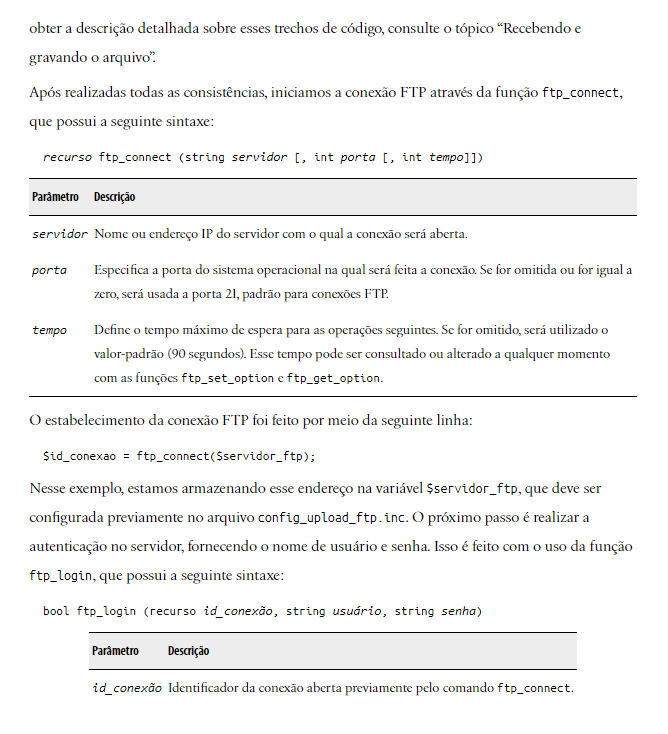 obter a descrição detalhada sobre esses trechos de código, consulte o tópico “Recebendo e
gravando o arquivo”.
Após realizadas todas as consistências, iniciamos a conexão FTP através da função ftp_connect,
que possui a seguinte sintaxe:
recurso ftp_connect (string servidor [, int porta [, int tempo]])
Parâmetro Descrição
servidor Nome ou endereço IP do servidor com o qual a conexão será aberta.
porta Especifica a porta do sistema operacional na qual será feita a conexão. Se for omitida ou for igual a
zero, será usada a porta 21, padrão para conexões FTP.
tempo Define o tempo máximo de espera para as operações seguintes. Se for omitido, será utilizado o
valor-padrão (90 segundos). Esse tempo pode ser consultado ou alterado a qualquer momento
com as funções ftp_set_option e ftp_get_option.
O estabelecimento da conexão FTP foi feito por meio da seguinte linha:
$id_conexao = ftp_connect($servidor_ftp);
Nesse exemplo, estamos armazenando esse endereço na variável $servidor_ftp, que deve ser
configurada previamente no arquivo config_upload_ftp.inc. O próximo passo é realizar a
autenticação no servidor, fornecendo o nome de usuário e senha. Isso é feito com o uso da função
ftp_login, que possui a seguinte sintaxe:
bool ftp_login (recurso id_conexão, string usuário, string senha)
Parâmetro Descrição
id_conexão Identificador da conexão aberta previamente pelo comando ftp_connect.